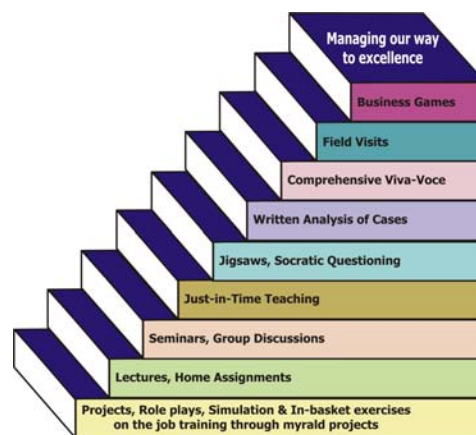 Managing our way
to excellence
Business Games
Field Visits
Comprehensive Viva-Voce
Written Analysis of Cases
Jigsaws, Socratic Questioning
Just-in-Time Teaching
Seminars, Group Discussions
Lectures, Home Assignments
Projects, Role plays, Simulation & In-basket exercises
on the job training through myrald projects